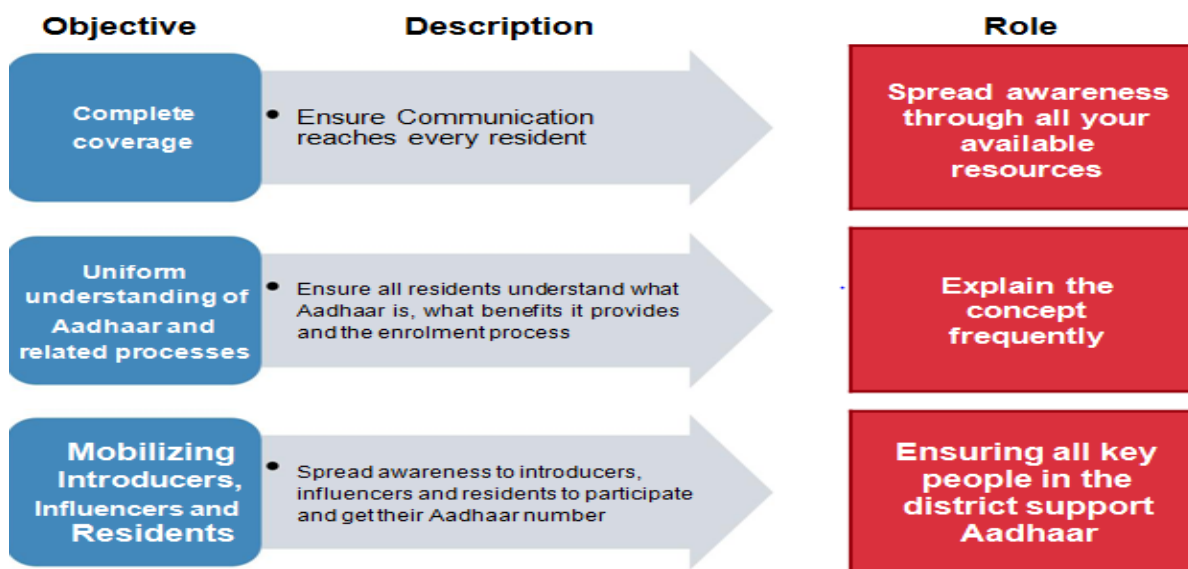 Objective
Description
Role
Complete
coverage
• Ensure Communication
reaches every resident
Spread awareness
through all your
available
resources
Uniform
understanding of
Aadhaar and
related processes
• Ensure all residents understand what
Aadhaar is, what benefits it provides
and the enrolment process
Explain the
concept
frequently
Mobilizing
Introducers,
Influencers and
Residents
• Spread awareness to introducers,
influencers and residents to participate
and get their Aadhaar number
Ensuring all key
people in the
district support
Aadhaar